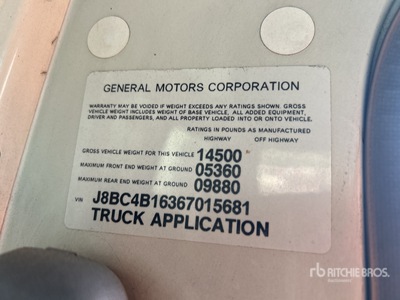 GENERAL MOTORS CORPORATION
WARRANTY MAY BE VOIDED IF WEIGHT EXCEEDS ANY RATINGS SHOWN. GROSS
VEHICLE WEIGHT INCLUDES WEIGHT OF BASE VEHICLE, ALL ADDED EQUIPMENT,
DRIVER AND PASSENGERS, AND ALL PROPERTY LOADED INTO OR ONTO VEHICLE.
RATINGS IN POUNDS AS MANUFACTURED
HIGHWAY OFF HIGHWAY
GROSS VEHICLE WEIGHT FOR THIS VEHICLE 14500
MAXIMUM FRONT END WEIGHT AT GROUND 05360
MAXIMUM REAR END WEIGHT AT GROUND 09880
VIN J8BC4B16367015681
TRUCK APPLICATION
rb RITCHIE BROS.
rbauction.com